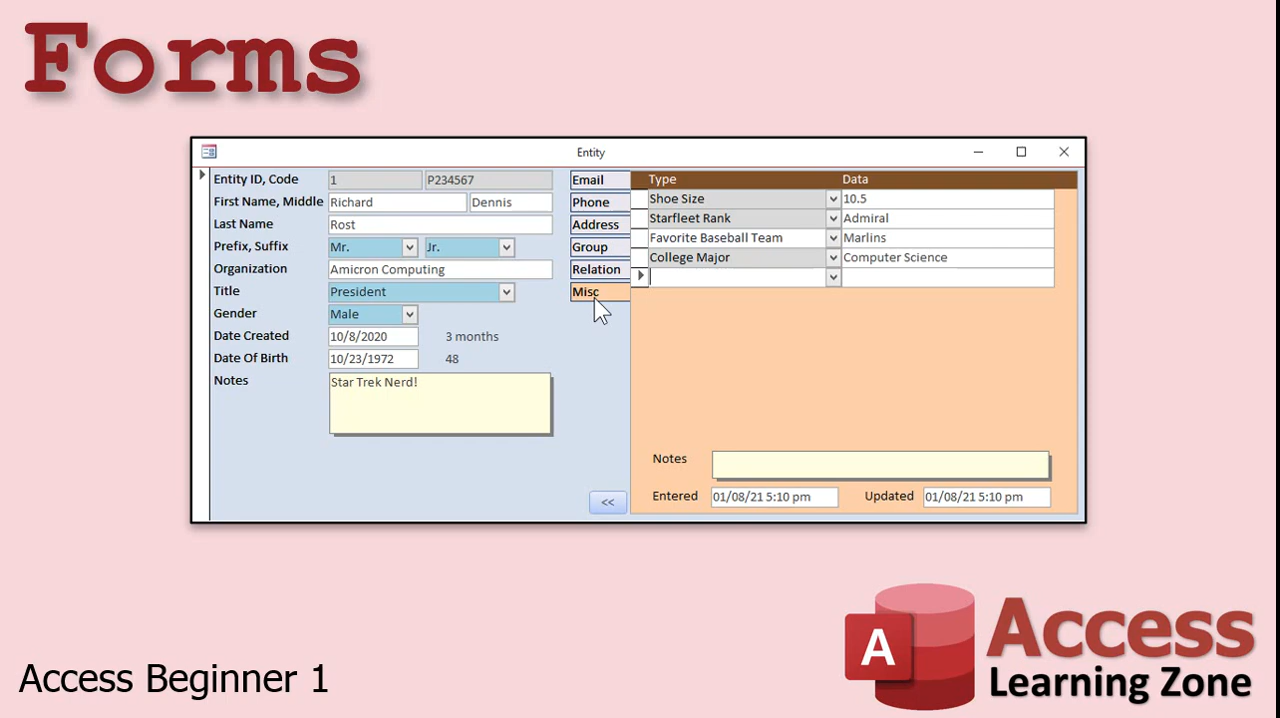 Forms
Entity
Entity ID, Code 1 P234567
First Name, Middle Richard Dennis
Last Name Rost
Prefix, Suffix Mr. Jr.
Organization Amicron Computing
Title President
Gender Male
Date Created 10/8/2020 3 months
Date Of Birth 10/23/1972 48
Notes Star Trek Nerd!
<<
Email
Phone
Address
Group
Relation
Misc
Type Data
Shoe Size 10.5
Starfleet Rank Admiral
Favorite Baseball Team Marlins
College Major Computer Science
Notes
Entered 01/08/21 5:10 pm Updated 01/08/21 5:10 pm
Access Beginner 1
A
Access
Learning Zone